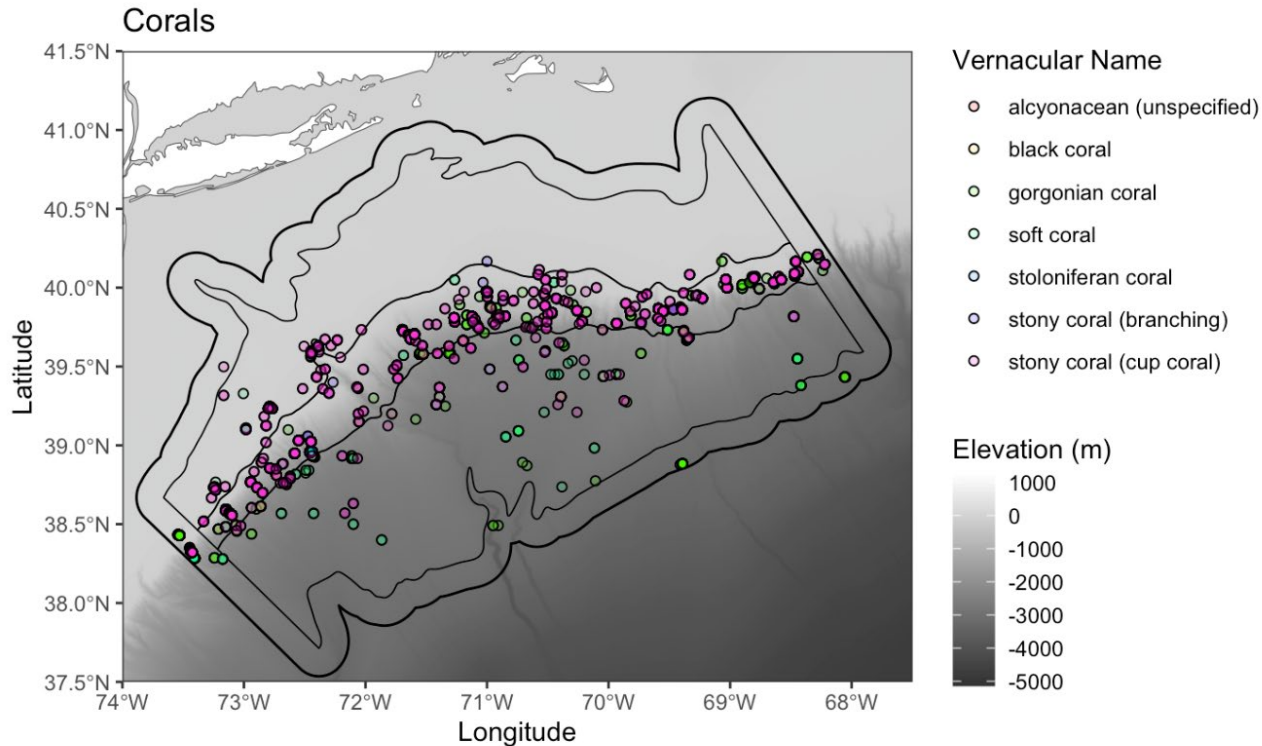 Corals
41.5°N
41.0°N
40.5°N
40.0°N
39.5°N
39.0°N
38.5°N
38.0°N
37.5°N
Latitude
74°W
73°W
72°W
71°W
70°W
69°W
68°W
Longitude
Vernacular Name
alcyonacean (unspecified)
black coral
gorgonian coral
soft coral
stoloniferan coral
stony coral (branching)
stony coral (cup coral)
Elevation (m)
1000
0
-1000
-2000
-3000
-4000
-5000